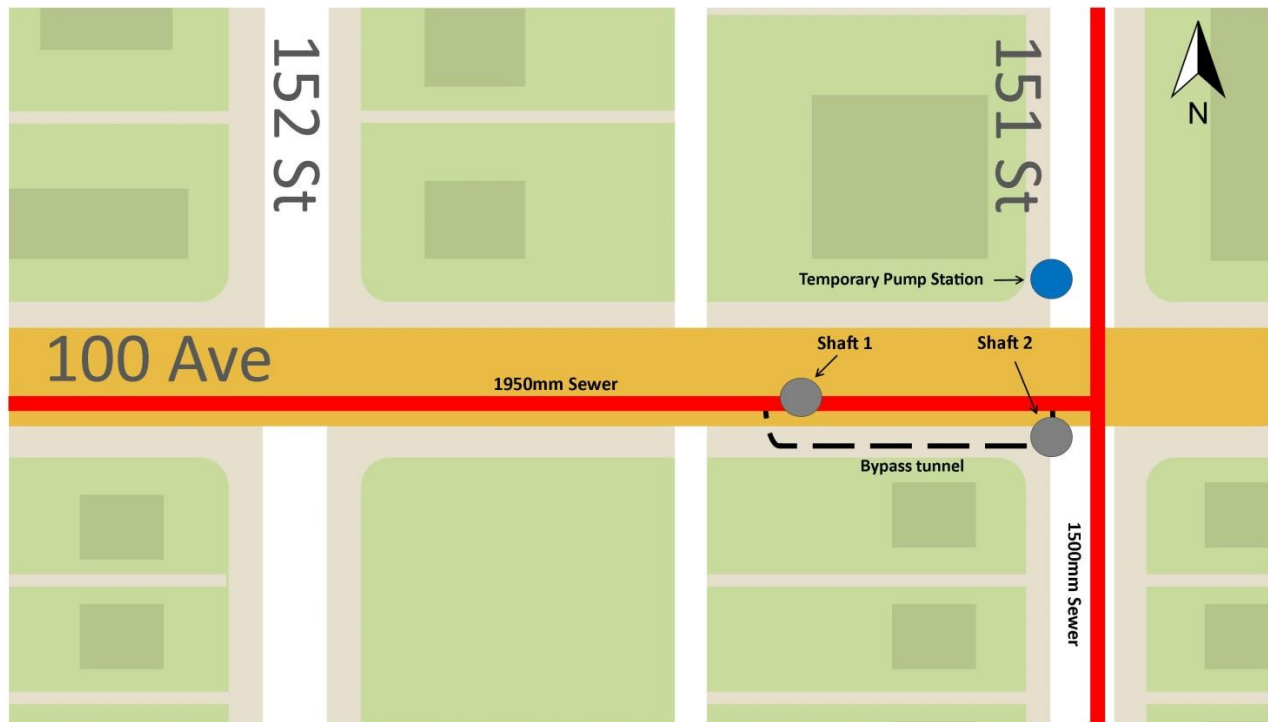 152 St
151 St
N
Temporary Pump Station
100 Ave
Shaft 1
Shaft 2
1950mm Sewer
Bypass tunnel
1500mm Sewer